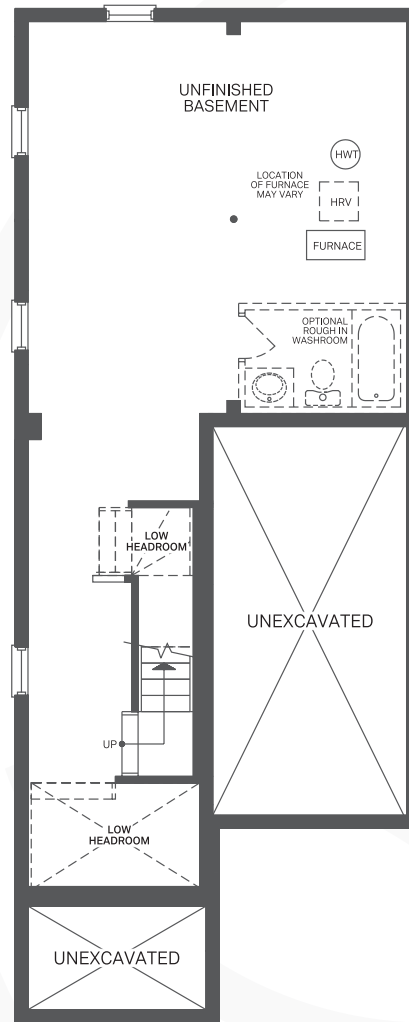 UNFINISHED
BASEMENT
HWT
LOCATION
OF FURNACE
MAY VARY
HRV
FURNACE
OPTIONAL
ROUGH IN
WASHROOM
LOW
HEADROOM
UNEXCAVATED
UP
LOW
HEADROOM
UNEXCAVATED